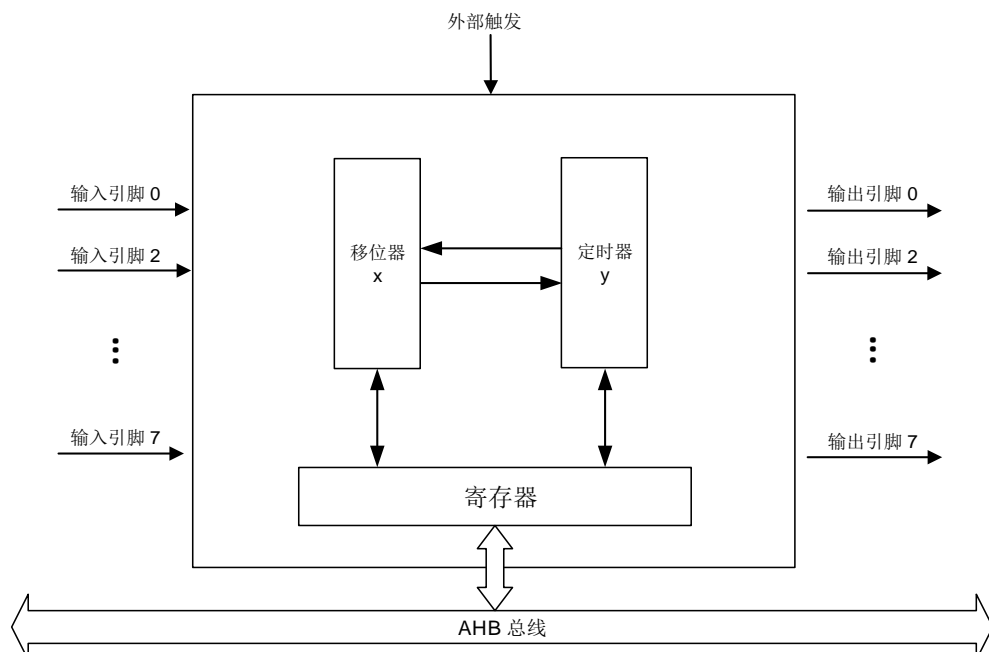 外部触发
输入引脚 0
输出引脚 0
移位器
x
定时器
y
输入引脚 2
输出引脚 2
输入引脚 7
输出引脚 7
寄存器
AHB 总线